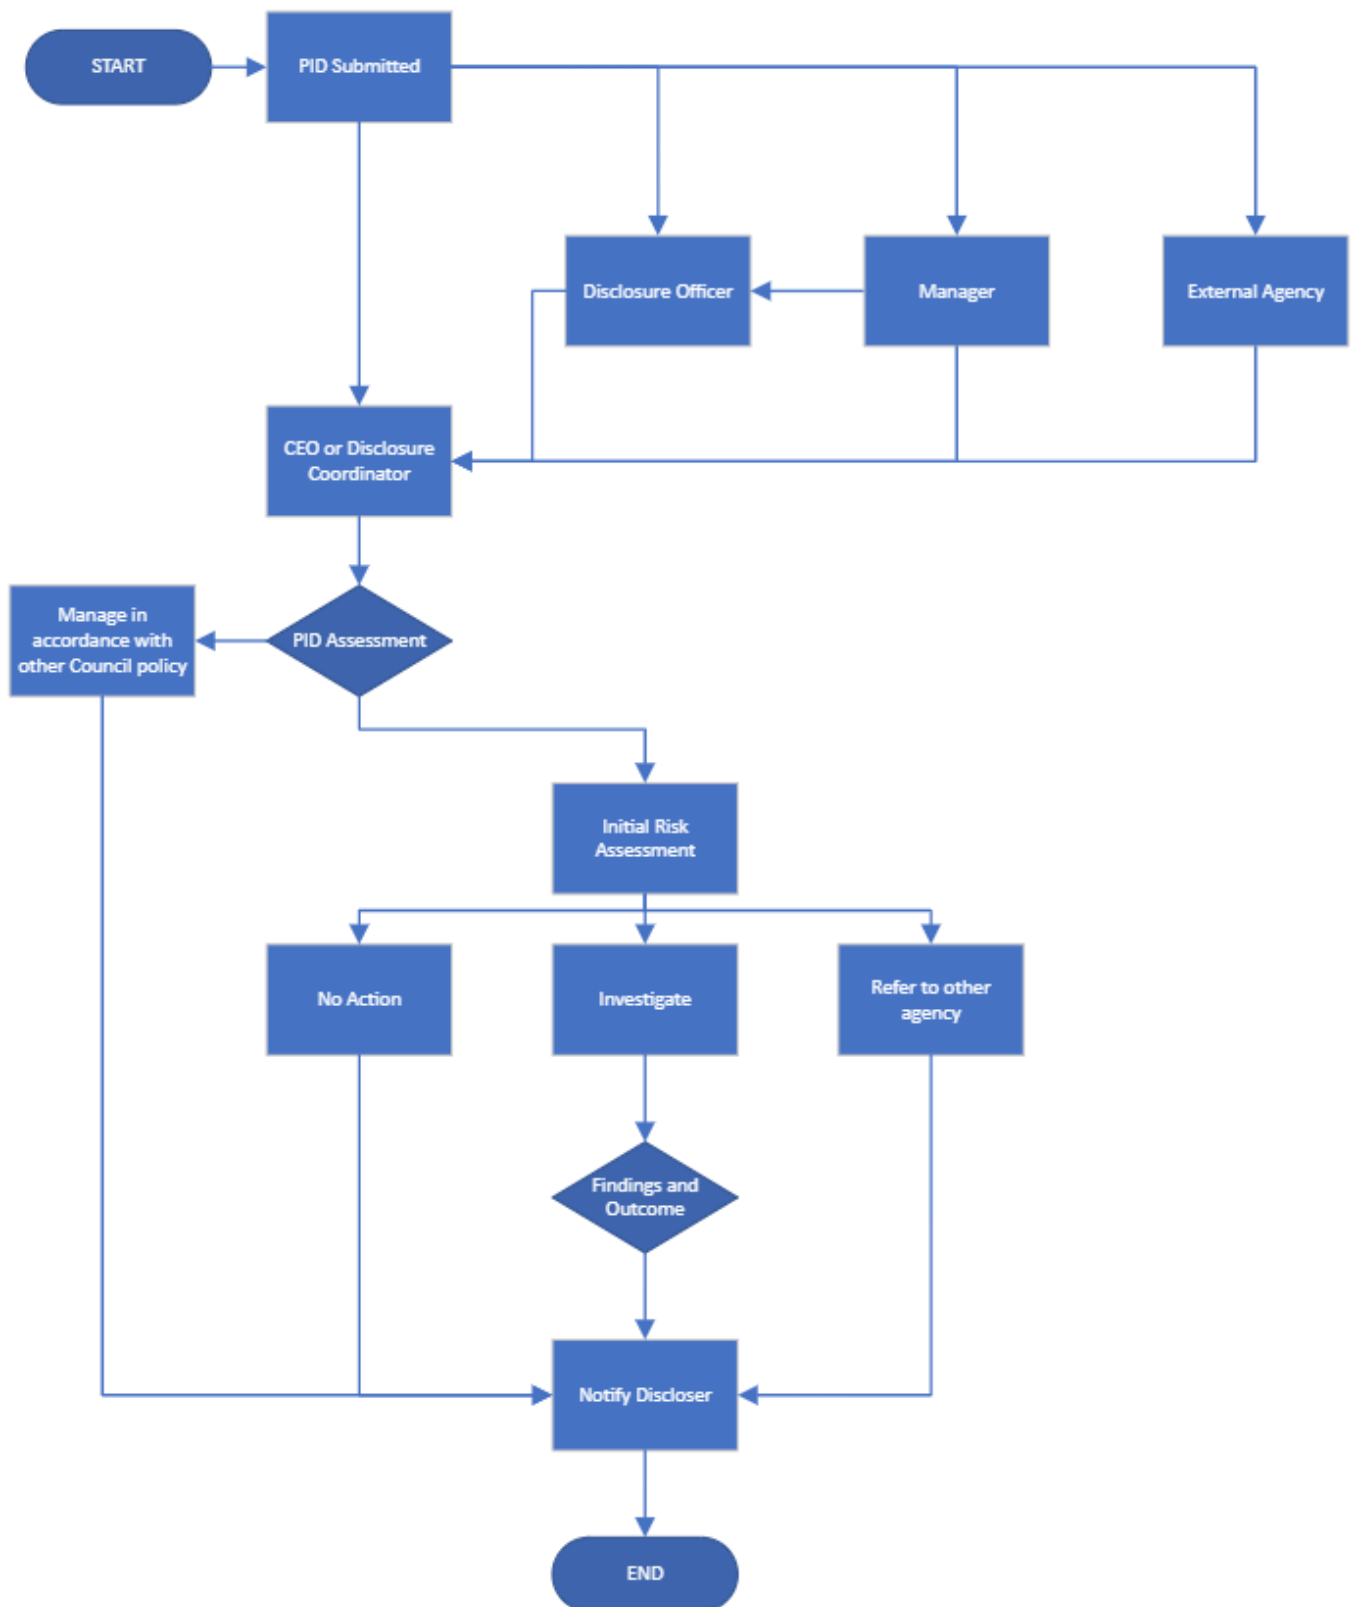 START
PID Submitted
Disclosure Officer
Manager
External Agency
CEO or Disclosure
Coordinator
Manage in
accordance with
other Council policy
PID Assessment
Initial Risk
Assessment
No Action
Investigate
Refer to other
agency
Findings and
Outcome
Notify Discloser
END